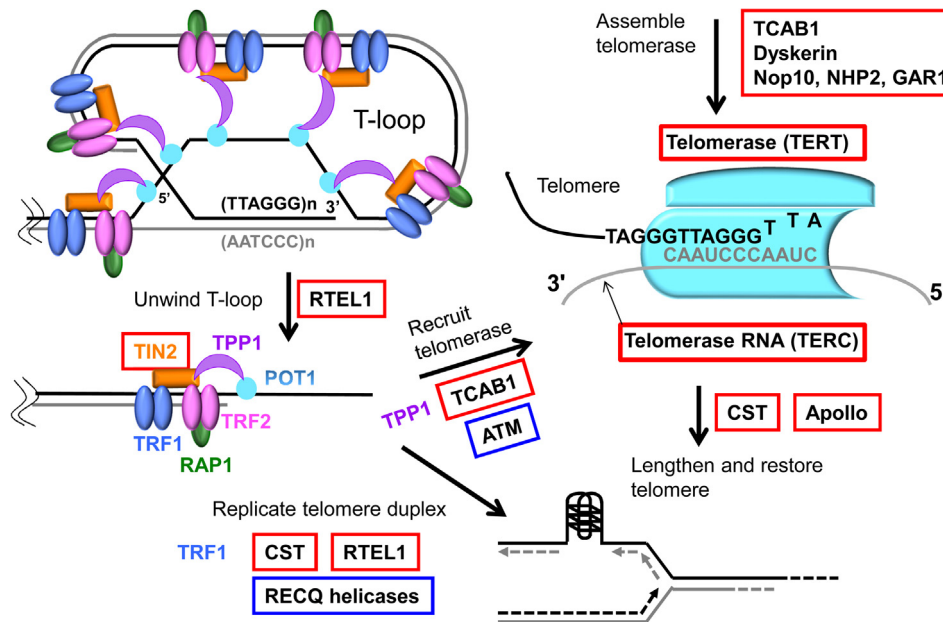 T-loop
5'
(TTAGGG)n 3'
(AATCCC)n
Unwind T-loop
RTEL1
TIN2
TPP1
POT1
TRF1
TRF2
RAP1
Recruit
telomerase
TPP1
TCAB1
ATM
Replicate telomere duplex
TRF1
CST
RTEL1
RECQ helicases
Assemble
telomerase
TCAB1
Dyskerin
Nop10, NHP2, GAR1
Telomerase (TERT)
Telomere
TAGGGTTAGGGTTA
CAAUCCCAAUC
3'
5'
Telomerase RNA (TERC)
CST
Apollo
Lengthen and restore
telomere